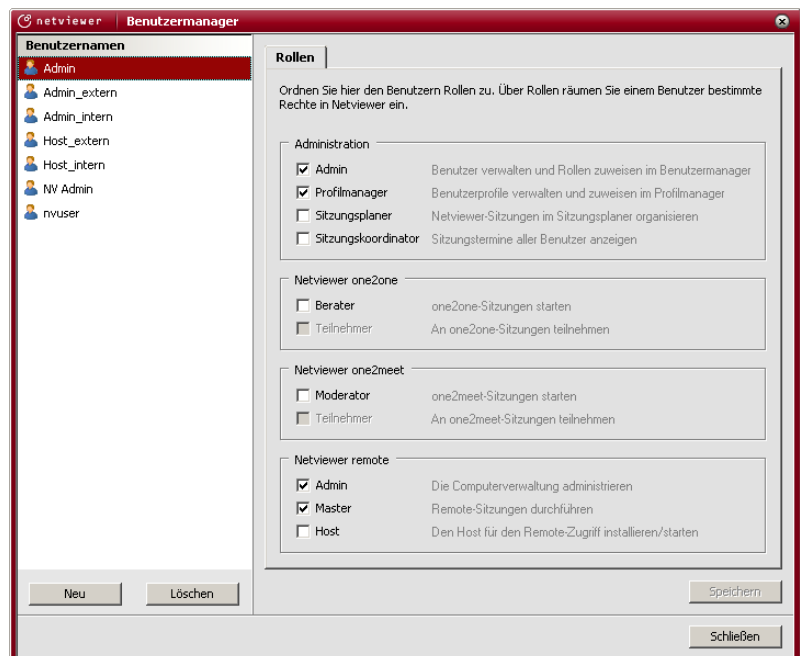 netviewer Benutzermanager
Benutzernamen
Admin
Admin_extern
Admin_intern
Host_extern
Host_intern
NV Admin
nvuser
Neu
Löschen
Rollen
Ordnen Sie hier den Benutzern Rollen zu. Über Rollen räumen Sie einem Benutzer bestimmte
Rechte in Netviewer ein.
Administration
Admin Benutzer verwalten und Rollen zuweisen im Benutzermanager
Profilmanager Benutzerprofile verwalten und zuweisen im Profilmanager
Sitzungsplaner Netviewer-Sitzungen im Sitzungsplaner organisieren
Sitzungskoordinator Sitzungstermine aller Benutzer anzeigen
Netviewer one2one
Berater one2one-Sitzungen starten
Teilnehmer An one2one-Sitzungen teilnehmen
Netviewer one2meet
Moderator one2meet-Sitzungen starten
Teilnehmer An one2meet-Sitzungen teilnehmen
Netviewer remote
Admin Die Computerverwaltung administrieren
Master Remote-Sitzungen durchführen
Host Den Host für den Remote-Zugriff installieren/starten
Speichern
Schließen